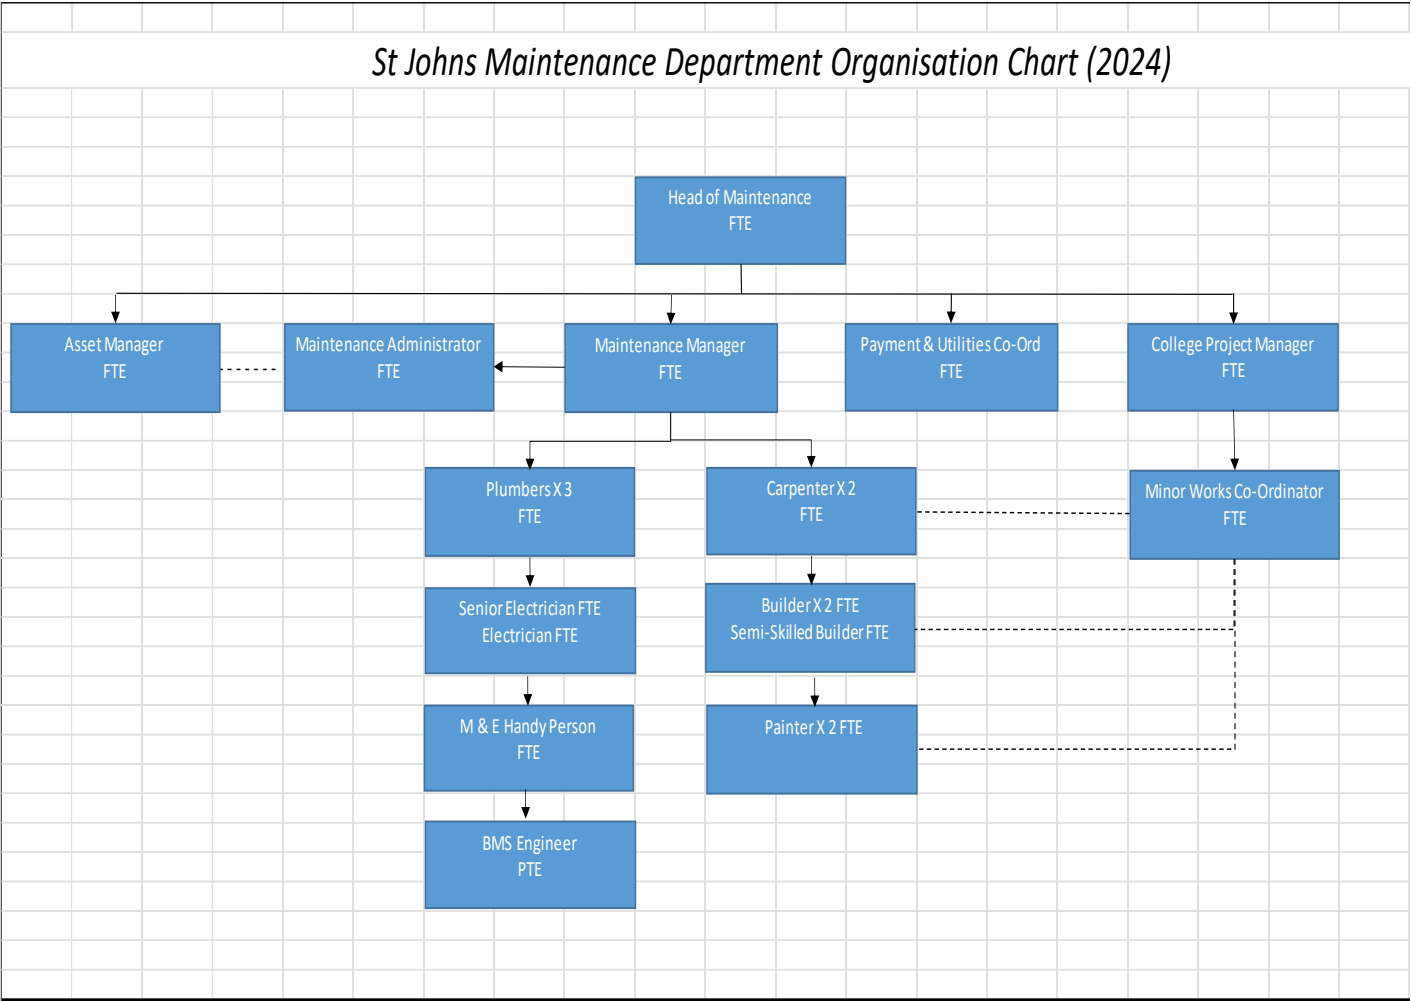 St Johns Maintenance Department Organisation Chart (2024)
Head of Maintenance
FTE
Asset Manager
FTE
Maintenance Administrator
FTE
Maintenance Manager
FTE
Payment & Utilities Co-Ord
FTE
College Project Manager
FTE
Plumbers X 3
FTE
Carpenter X 2
FTE
Minor Works Co-Ordinator
FTE
Senior Electrician FTE
Electrician FTE
Builder X 2 FTE
Semi-Skilled Builder FTE
M & E Handy Person
FTE
Painter X 2 FTE
BMS Engineer
PTE